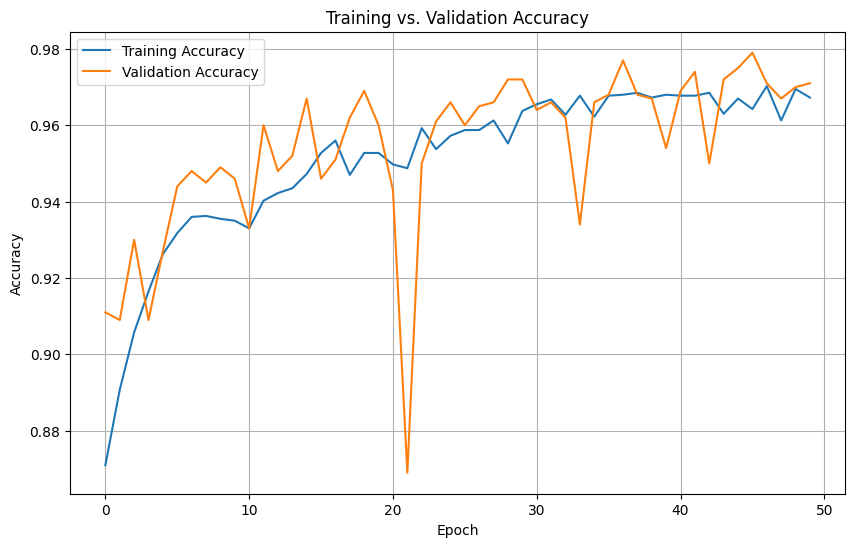 Training vs. Validation Accuracy
Training Accuracy
Validation Accuracy
0.98
0.96
0.94
0.92
0.90
0.88
Accuracy
0
10
20
30
40
50
Epoch